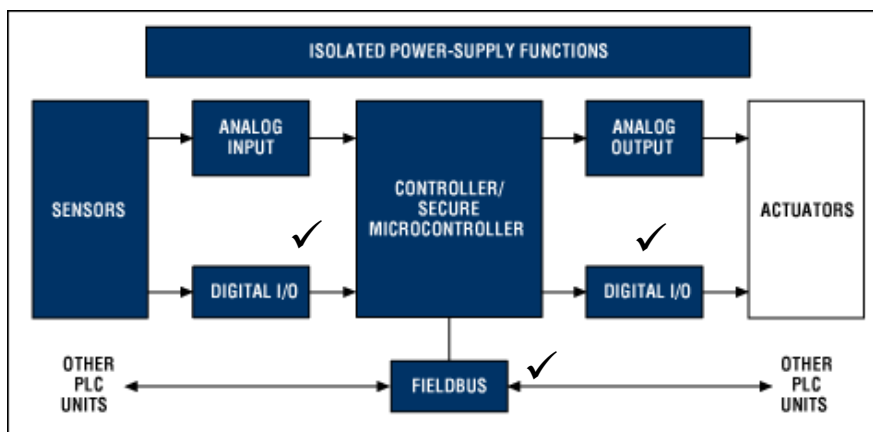 ISOLATED POWER-SUPPLY FUNCTIONS
SENSORS
ANALOG
INPUT
CONTROLLER/
SECURE
MICROCONTROLLER
ANALOG
OUTPUT
ACTUATORS
DIGITAL I/O
DIGITAL I/O
OTHER
PLC
UNITS
FIELDBUS
OTHER
PLC
UNITS